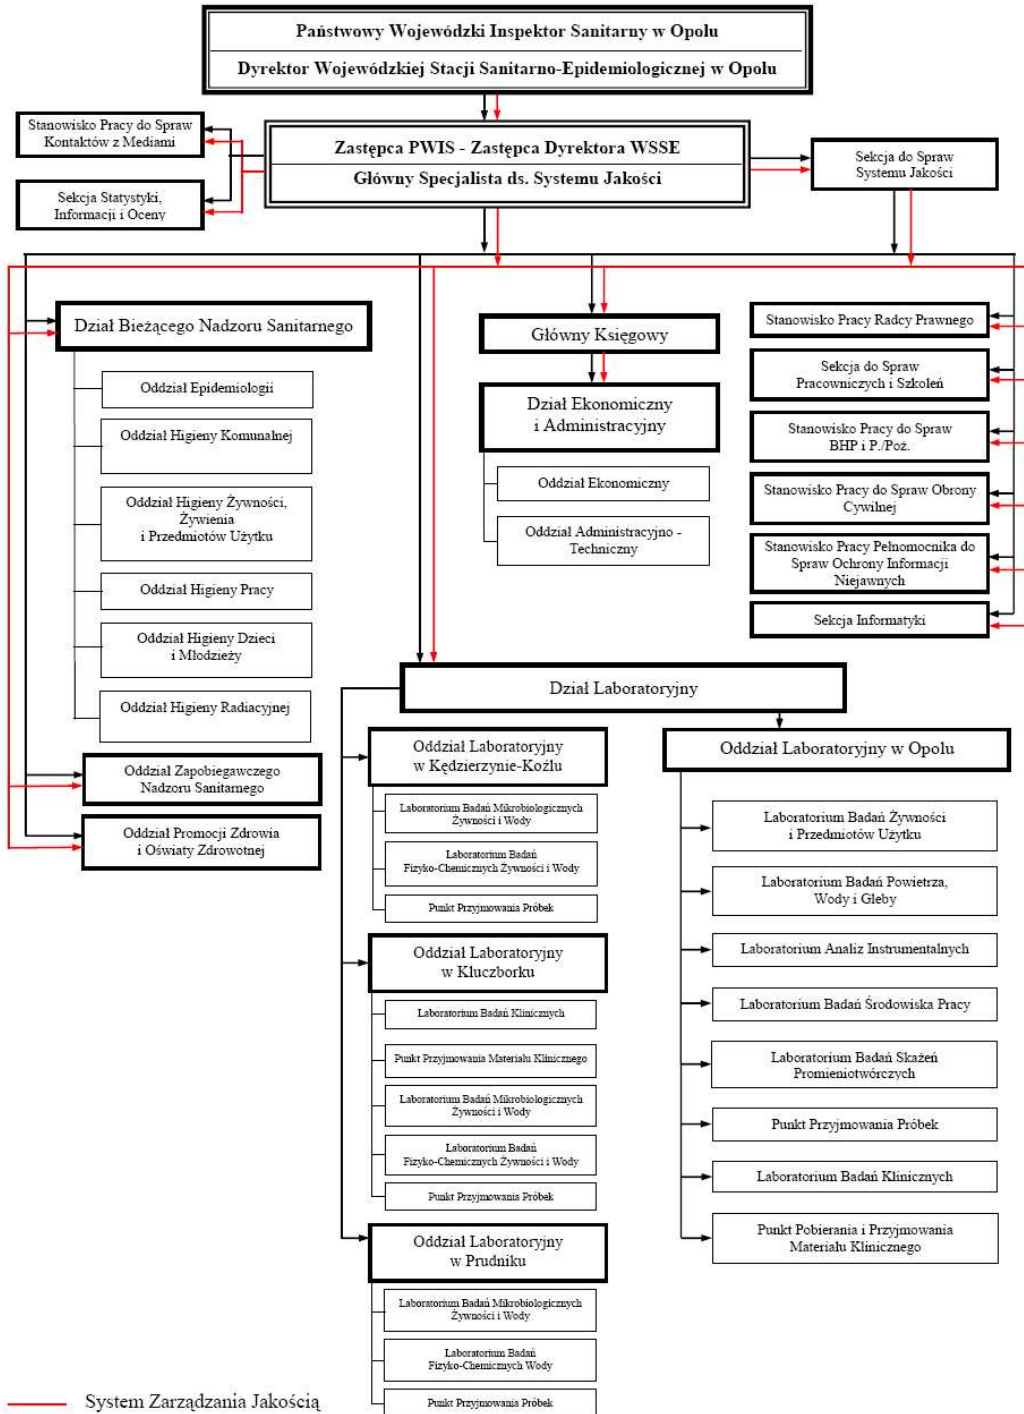 Państwowy Wojewódzki Inspektor Sanitarny w Opolu
Dyrektor Wojewódzkiej Stacji Sanitarno-Epidemiologicznej w Opolu
Stanowisko Pracy do Spraw
Kontaktów z Mediami
Zastępca PWIS - Zastępca Dyrektora WSSE
Główny Specjalista ds. Systemu Jakości
Sekcja do Spraw
Systemu Jakości
Sekcja Statystyki,
Informacji i Oceny
Dział Bieżącego Nadzoru Sanitarnego
Oddział Epidemiologii
Oddział Higieny Komunalnej
Oddział Higieny Żywności,
Żywienia
i Przedmiotów Użytku
Oddział Higieny Pracy
Oddział Higieny Dzieci
i Młodzieży
Oddział Higieny Radiacyjnej
Oddział Zapobiegawczego
Nadzoru Sanitarnego
Oddział Promocji Zdrowia
i Oświaty Zdrowotnej
Główny Księgowy
Dział Ekonomiczny
i Administracyjny
Oddział Ekonomiczny
Oddział Administracyjno -
Techniczny
Stanowisko Pracy Radcy Prawnego
Sekcja do Spraw
Pracowniczych i Szkoleń
Stanowisko Pracy do Spraw
BHP i P./Poż.
Stanowisko Pracy do Spraw Obrony
Cywilnej
Stanowisko Pracy Pełnomocnika do
Spraw Ochrony Informacji
Niejawnych
Sekcja Informatyki
Dział Laboratoryjny
Oddział Laboratoryjny
w Kędzierzynie-Koźlu
Laboratorium Badań Mikrobiologicznych
Żywności i Wody
Laboratorium Badań
Fizyko-Chemicznych Żywności i Wody
Punkt Przyjmowania Próbek
Oddział Laboratoryjny
w Kluczborku
Laboratorium Badań Klinicznych
Punkt Przyjmowania Materiału Klinicznego
Laboratorium Badań Mikrobiologicznych
Żywności i Wody
Laboratorium Badań
Fizyko-Chemicznych Żywności i Wody
Punkt Przyjmowania Próbek
Oddział Laboratoryjny
w Prudniku
Laboratorium Badań Mikrobiologicznych
Żywności i Wody
Laboratorium Badań
Fizyko-Chemicznych Wody
Punkt Przyjmowania Próbek
Oddział Laboratoryjny w Opolu
Laboratorium Badań Żywności
i Przedmiotów Użytku
Laboratorium Badań Powietrza,
Wody i Gleby
Laboratorium Analiz Instrumentalnych
Laboratorium Badań Środowiska Pracy
Laboratorium Badań Skażeń
Promieniotwórczych
Punkt Przyjmowania Próbek
Laboratorium Badań Klinicznych
Punkt Pobierania i Przyjmowania
Materiału Klinicznego
System Zarządzania Jakością